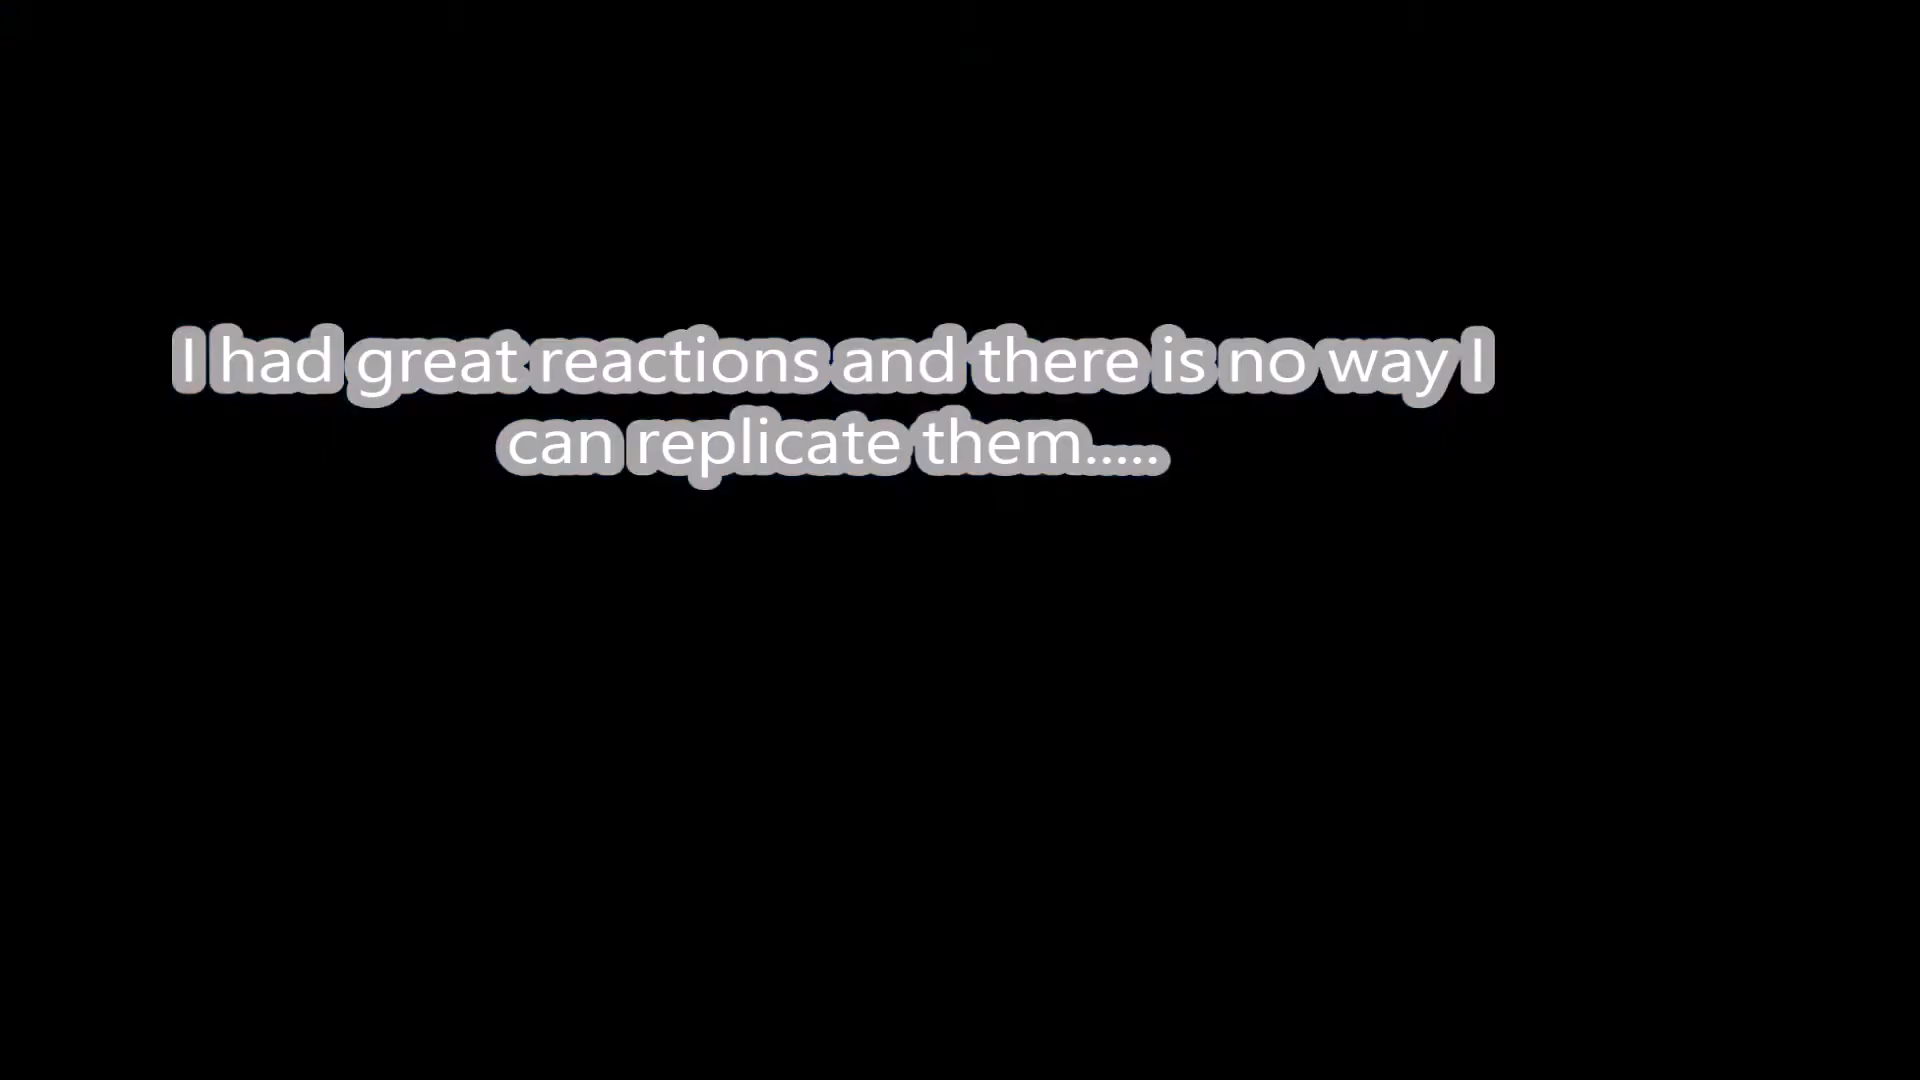 I had great reactions and there is no way I
can replicate them.....